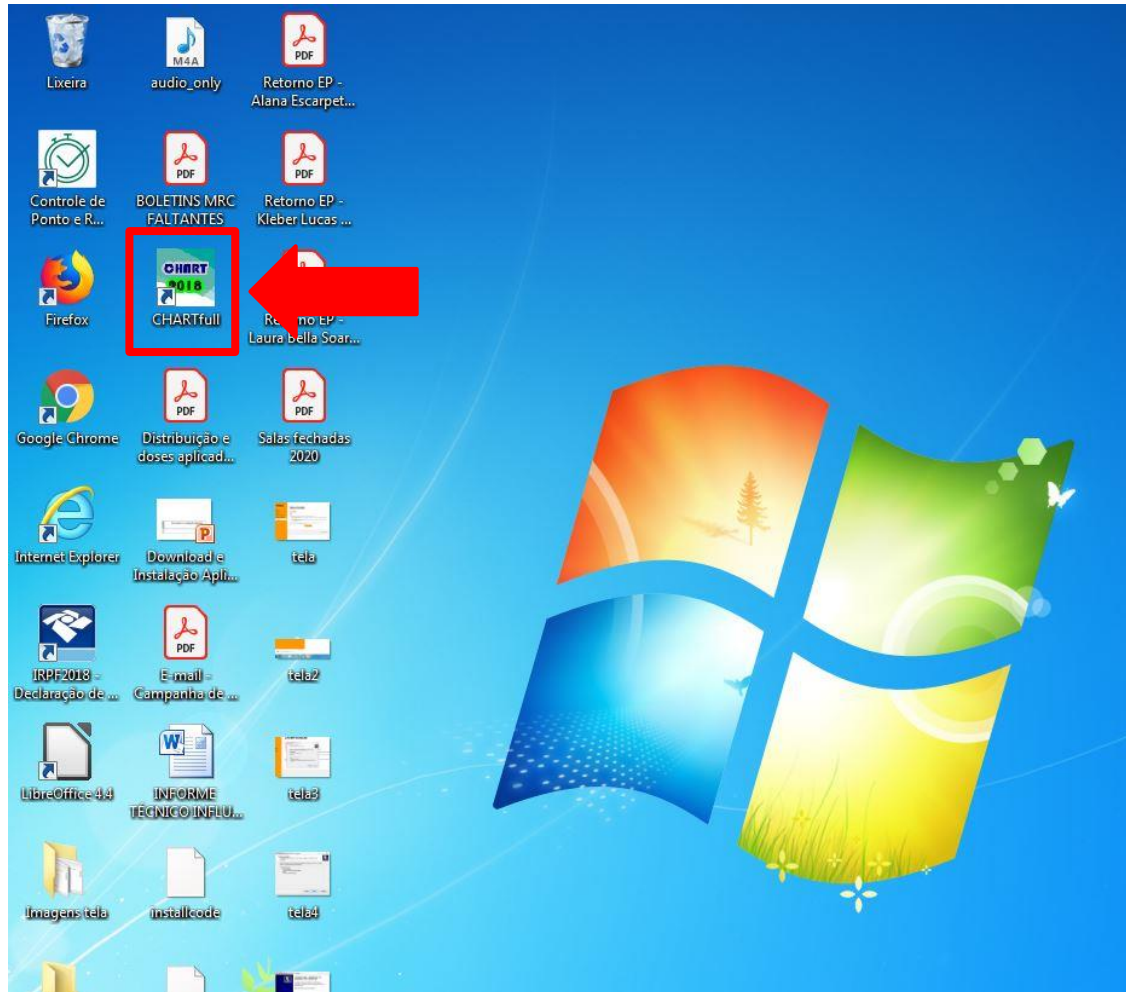 Lixeira
M4A
audio_only
PDF
Retorno EP -
Alana Escarpet...
Controle de
Ponto e R...
PDF
BOLETINS MRC
FALTANTES
PDF
Retorno EP -
Kleber Lucas ...
Firefox
CHART
2018
CHARTfull
EP -
Laura Bella Soar...
Google Chrome
PDF
Distribuição e
doses aplicad...
PDF
Salas fechadas
2020
Internet Explorer
P
Download e
Instalação Apli...
tela
IRPF2018 -
Declaração de ...
PDF
E-mail -
Campanha de ...
tela2
LibreOffice 4.4
W
INFORME
TÉCNICO INFLU...
tela3
Imagens tela
installcode
tela4